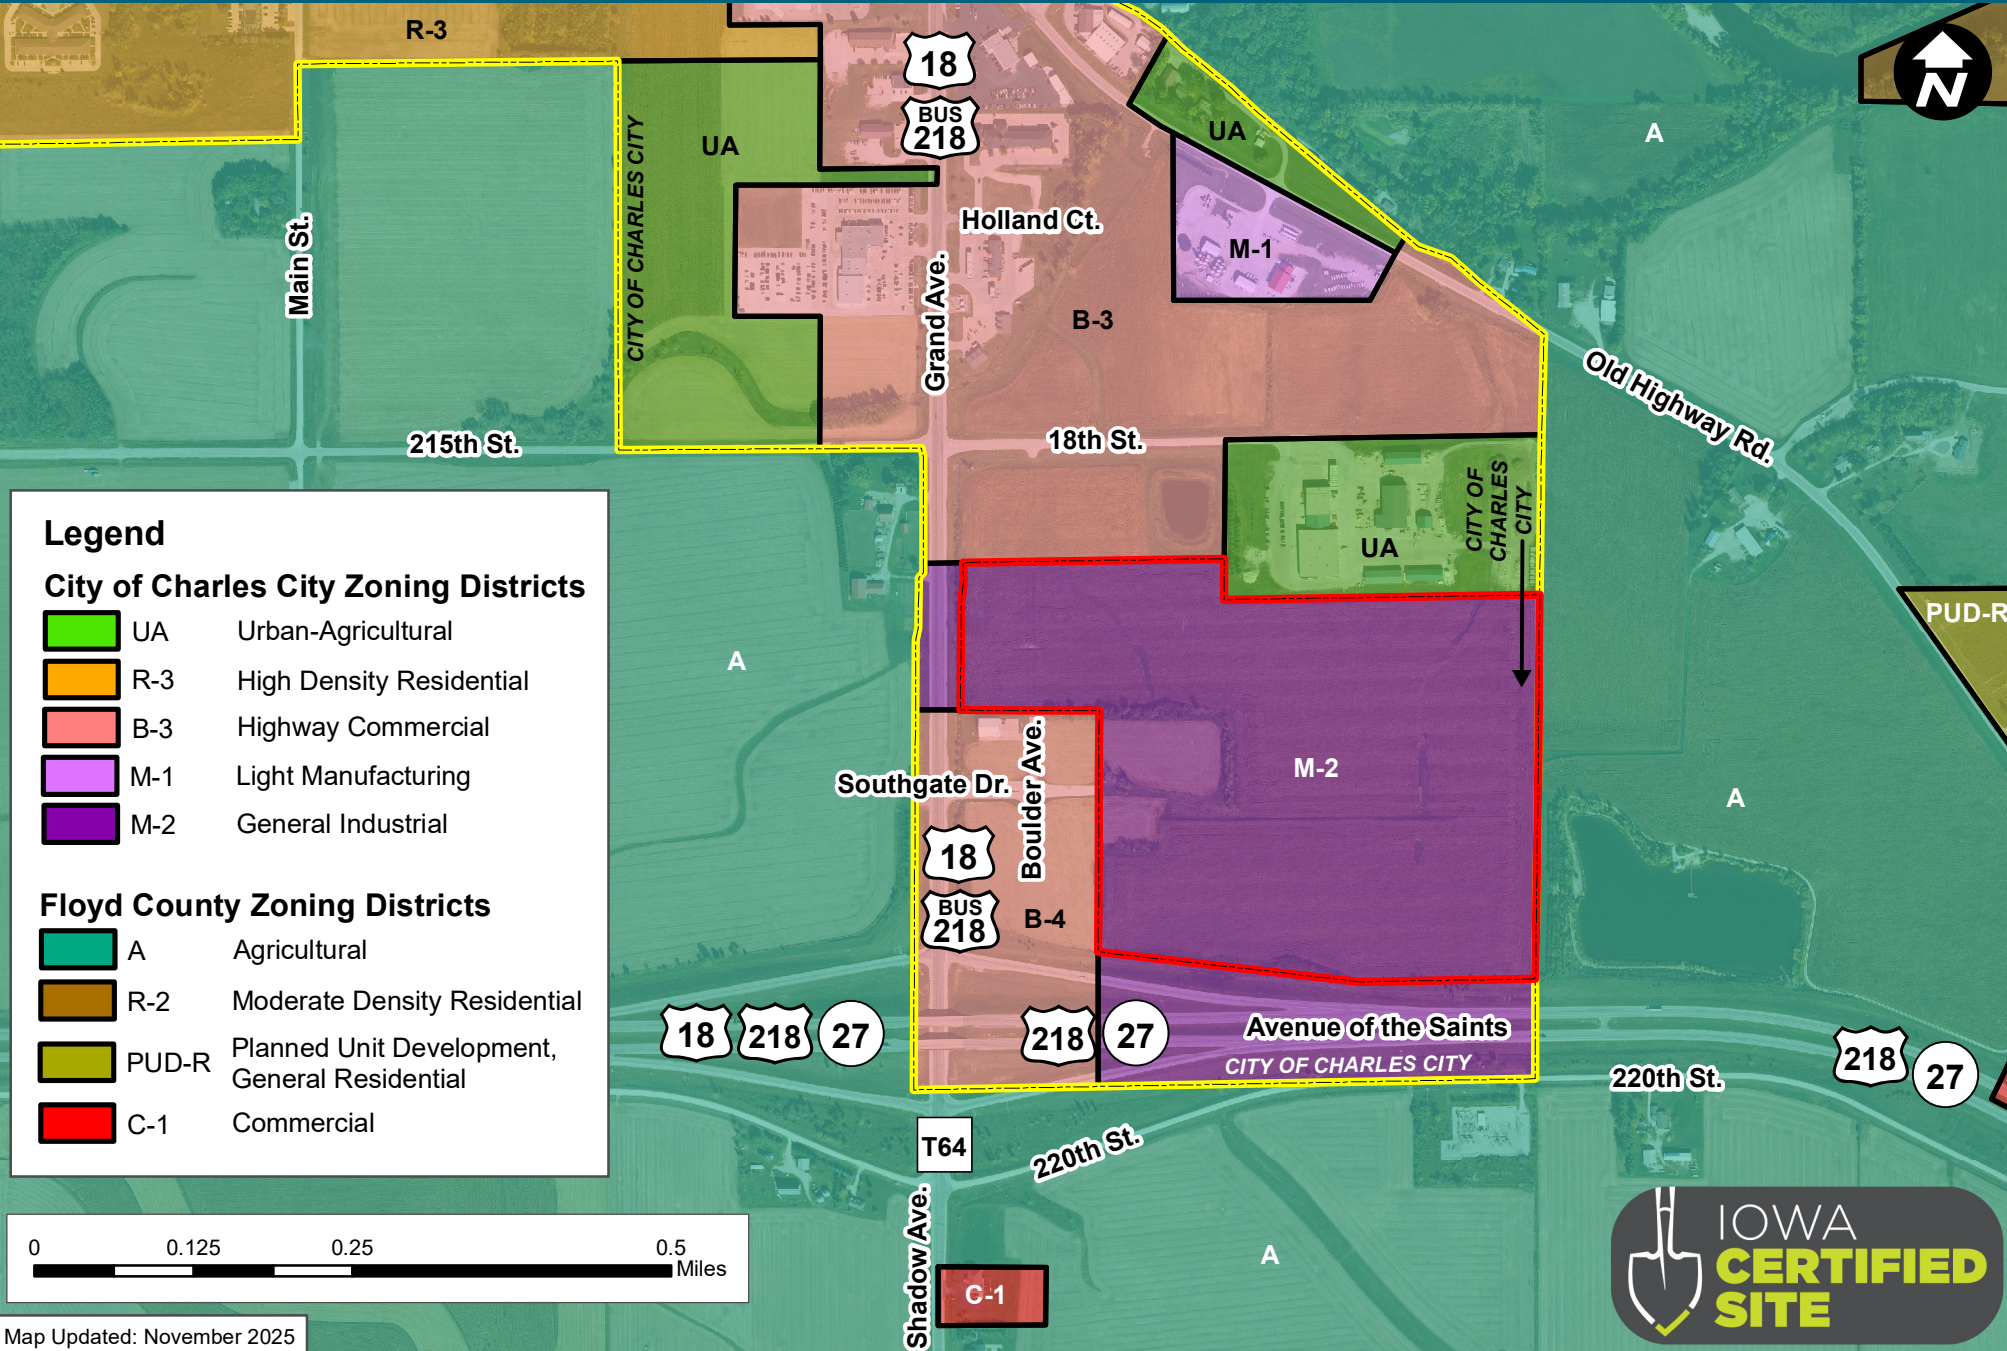 R-3
18
BUS
218
N
UA
UA
A
CITY OF CHARLES CITY
Main St.
Holland Ct.
M-1
Grand Ave.
B-3
Old Highway Rd.
215th St.
18th St.
CITY OF
CHARLES
CITY
UA
PUD-R
A
Legend
City of Charles City Zoning Districts
UA Urban-Agricultural
R-3 High Density Residential
B-3 Highway Commercial
M-1 Light Manufacturing
M-2 General Industrial
Floyd County Zoning Districts
A Agricultural
R-2 Moderate Density Residential
PUD-R Planned Unit Development,
General Residential
C-1 Commercial
M-2
Southgate Dr.
Boulder Ave.
A
18
BUS
218
B-4
18 218 27
218 27
Avenue of the Saints
CITY OF CHARLES CITY
218 27
220th St.
T64
220th St.
Shadow Ave.
C-1
A
0 0.125 0.25 0.5
Miles
Map Updated: November 2025
IOWA
CERTIFIED
SITE